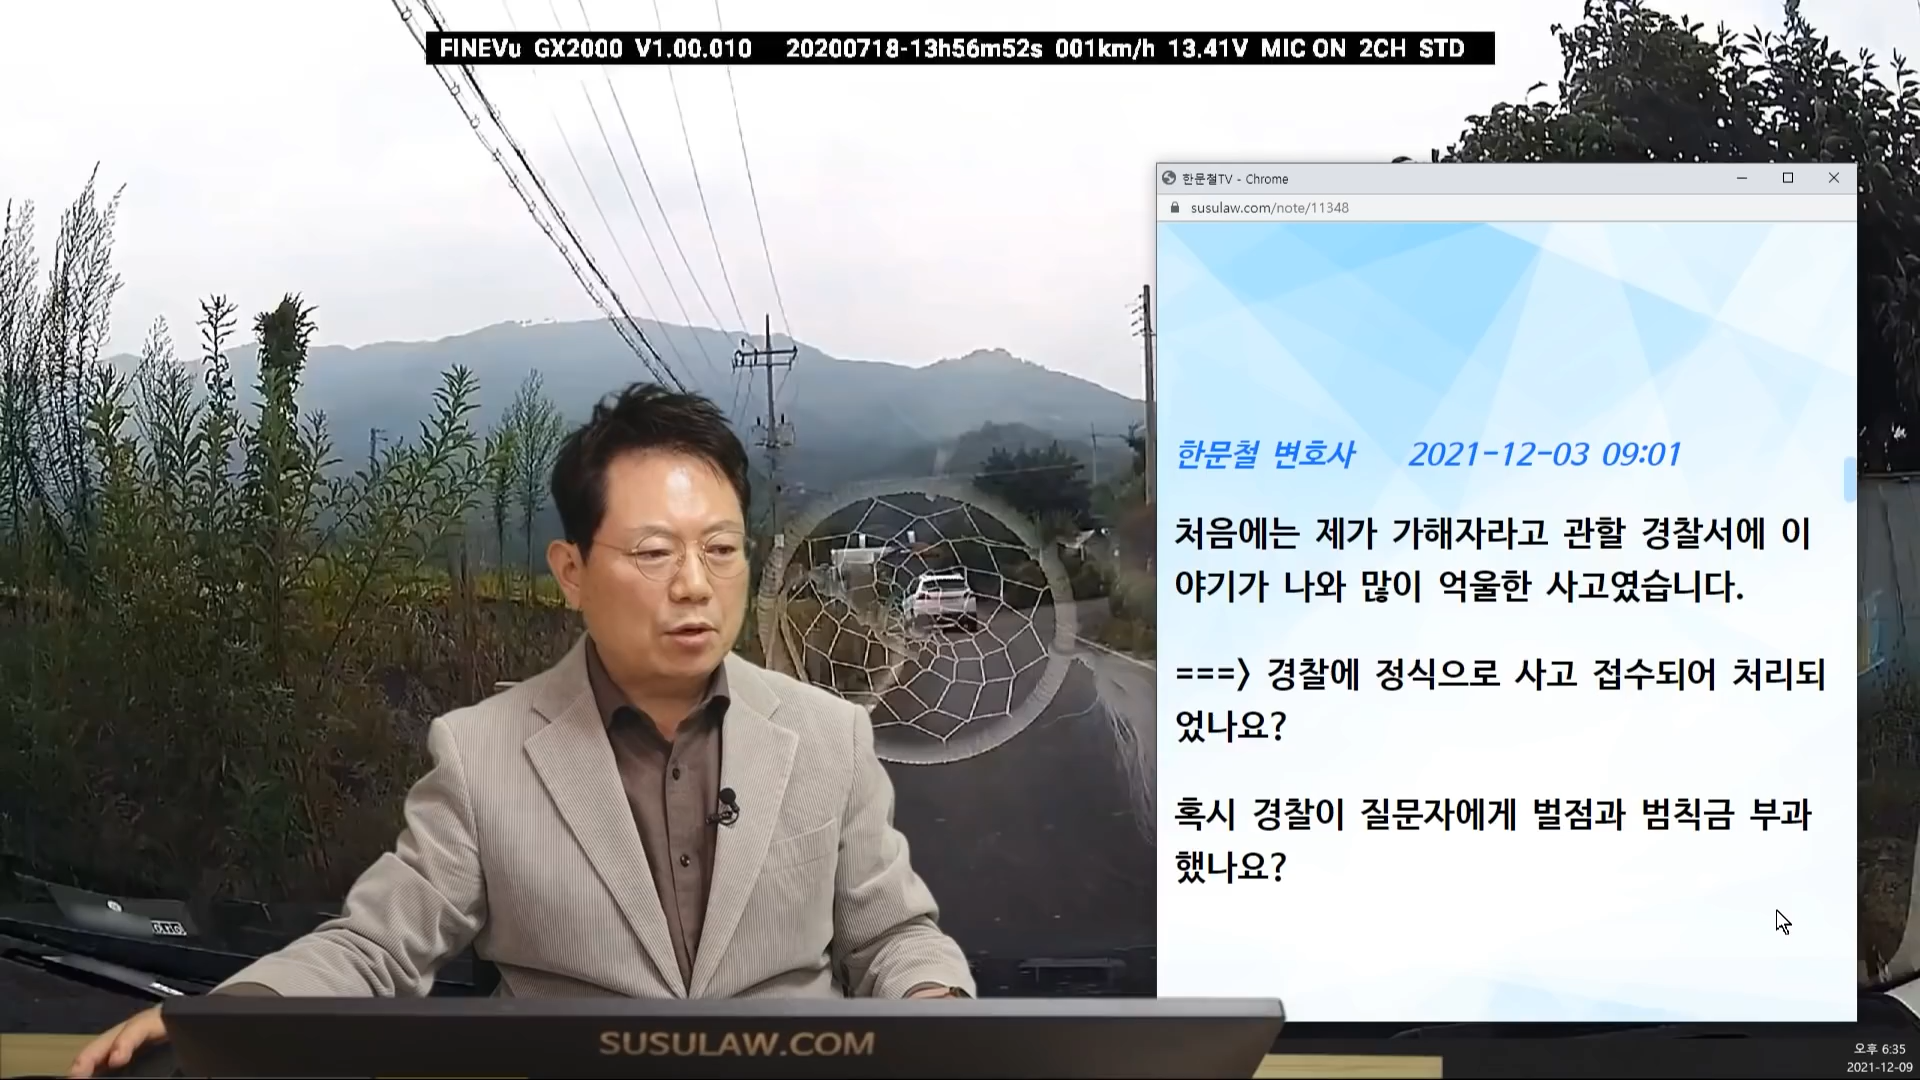 FINEVu GX2000 V1.00.010 20200718-13h56m52s 001km/h 13.41V MIC ON 2CH STD
한문철TV - Chrome
susulaw.com/note/11348
한문철 변호사 2021-12-03 09:01
처음에는 제가 가해자라고 관할 경찰서에 이
야기가 나와 많이 억울한 사고였습니다.
===> 경찰에 정식으로 사고 접수되어 처리되
었나요?
혹시 경찰이 질문자에게 벌점과 범칙금 부과
했나요?
SUSULAW.COM
오후 6:35
2021-12-09